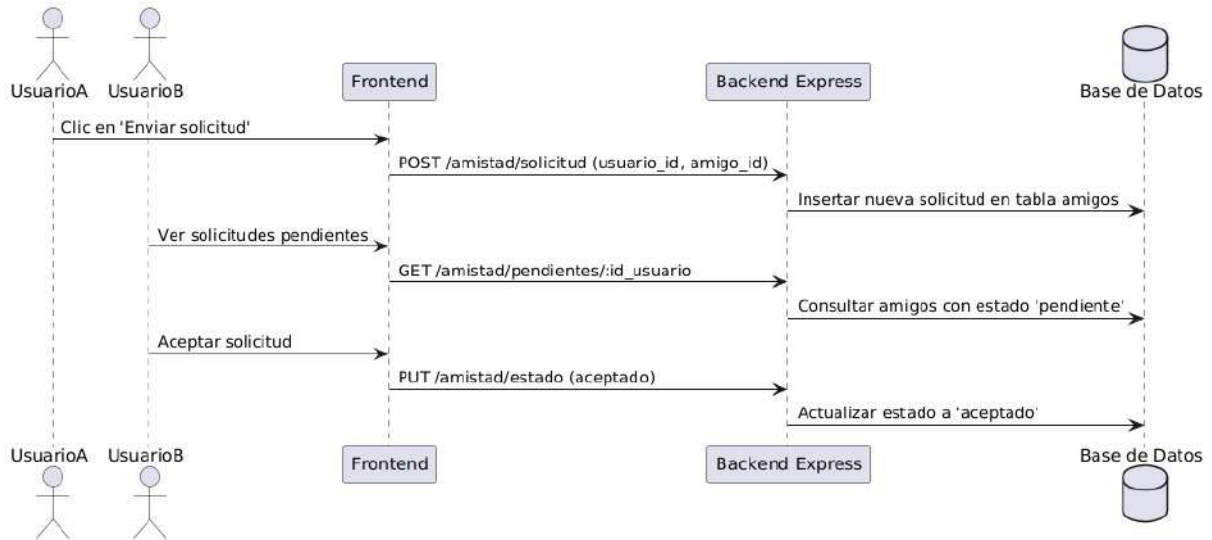 UsuarioA
UsuarioB
Frontend
Backend Express
Base de Datos
Clic en 'Enviar solicitud'
POST /amistad/solicitud (usuario_id, amigo_id)
Insertar nueva solicitud en tabla amigos
Ver solicitudes pendientes
GET /amistad/pendientes/:id_usuario
Consultar amigos con estado 'pendiente'
Aceptar solicitud
PUT /amistad/estado (aceptado)
Actualizar estado a 'aceptado'
UsuarioA
UsuarioB
Frontend
Backend Express
Base de Datos